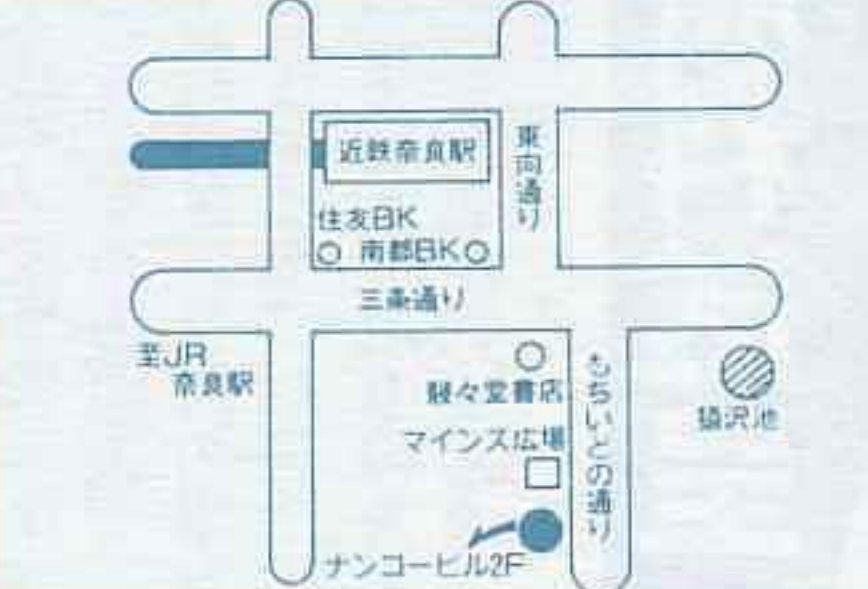 近鉄奈良駅
東向通り
住友BK
南都BK
三条通り
至JR
奈良駅
駸々堂書店
もちいどの通り
猿沢池
マインズ広場
ナンコービル2F